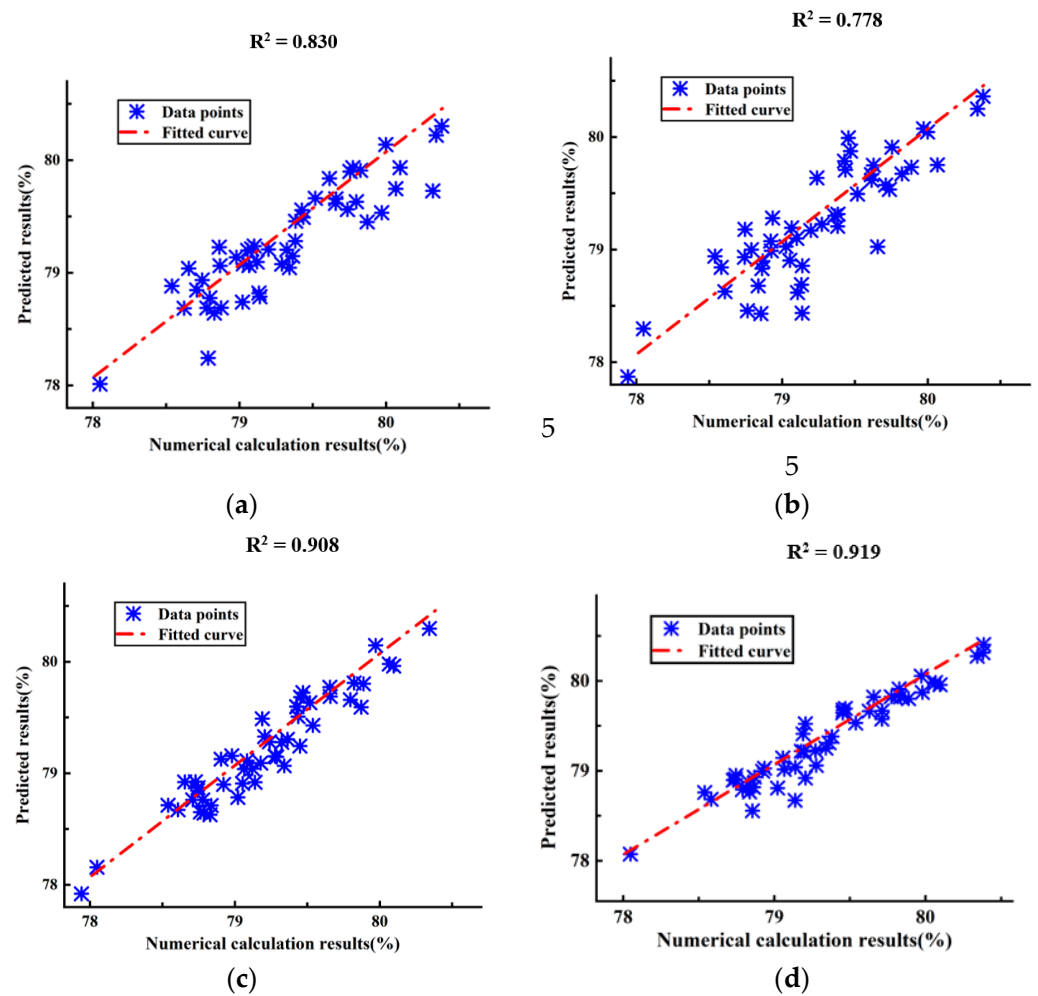 R² = 0.830
Data points
Fitted curve
80
79
78
78 79 80
Predicted results(%)
Numerical calculation results(%)
5
(a)
R² = 0.778
Data points
Fitted curve
80
79
78
78 79 80
Predicted results(%)
Numerical calculation results(%)
5
(b)
R² = 0.908
Data points
Fitted curve
80
79
78
78 79 80
Predicted results(%)
Numerical calculation results(%)
(c)
R² = 0.919
Data points
Fitted curve
80
79
78
78 79 80
Predicted results(%)
Numerical calculation results(%)
(d)